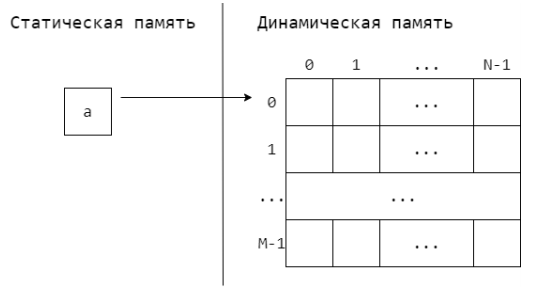 Статическая память
Динамическая память
0 1 ... N-1
a
0 ...
1 ...
... ...
M-1 ...